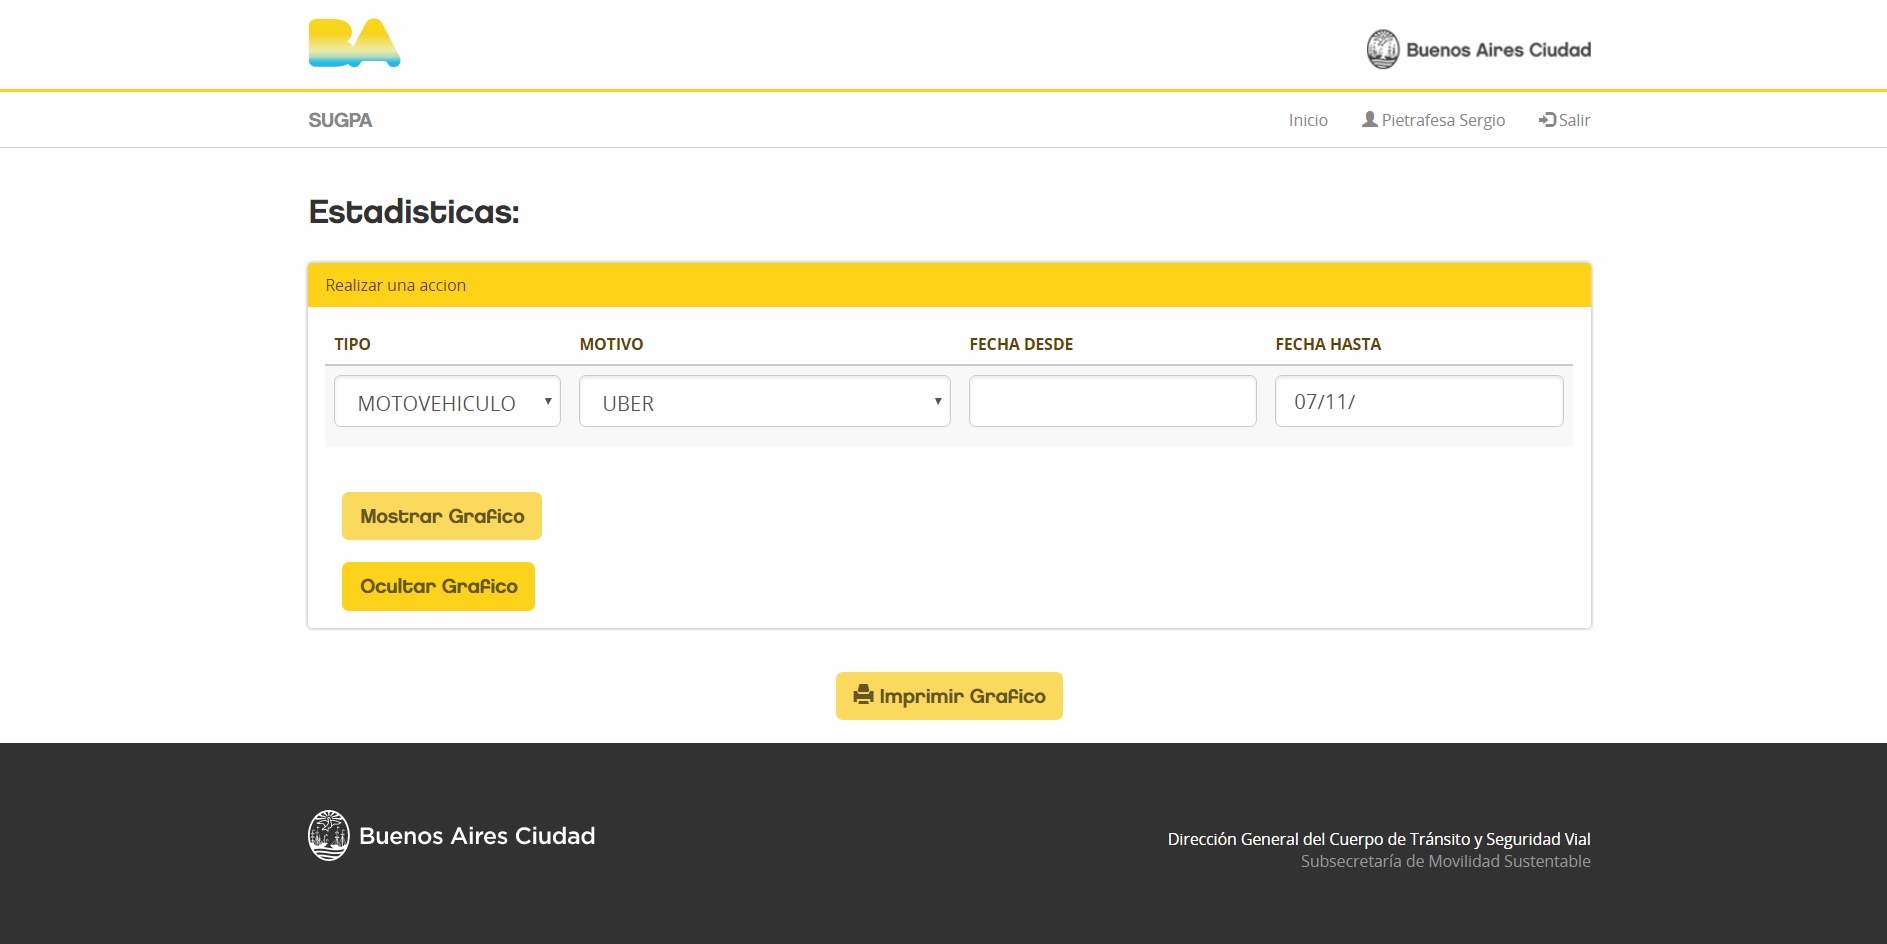 BA
Buenos Aires Ciudad
SUGPA
Inicio
Pietrafesa Sergio
Salir
Estadisticas:
Realizar una accion
TIPO
MOTIVO
FECHA DESDE
FECHA HASTA
MOTOVEHICULO
UBER
07/11/
Mostrar Grafico
Ocultar Grafico
Imprimir Grafico
Buenos Aires Ciudad
Dirección General del Cuerpo de Tránsito y Seguridad Vial
Subsecretaría de Movilidad Sustentable